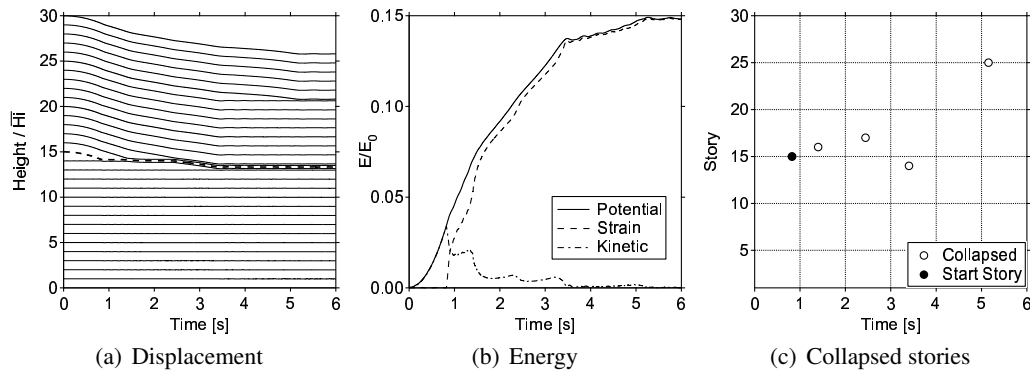 30
25
20
15
10
5
0
Height / Hi
0 1 2 3 4 5 6
Time [s]
(a) Displacement
0.15
0.10
0.05
0.00
E/E0
Potential
Strain
Kinetic
0 1 2 3 4 5 6
Time [s]
(b) Energy
30
25
20
15
10
5
Story
Collapsed
Start Story
0 1 2 3 4 5 6
Time [s]
(c) Collapsed stories